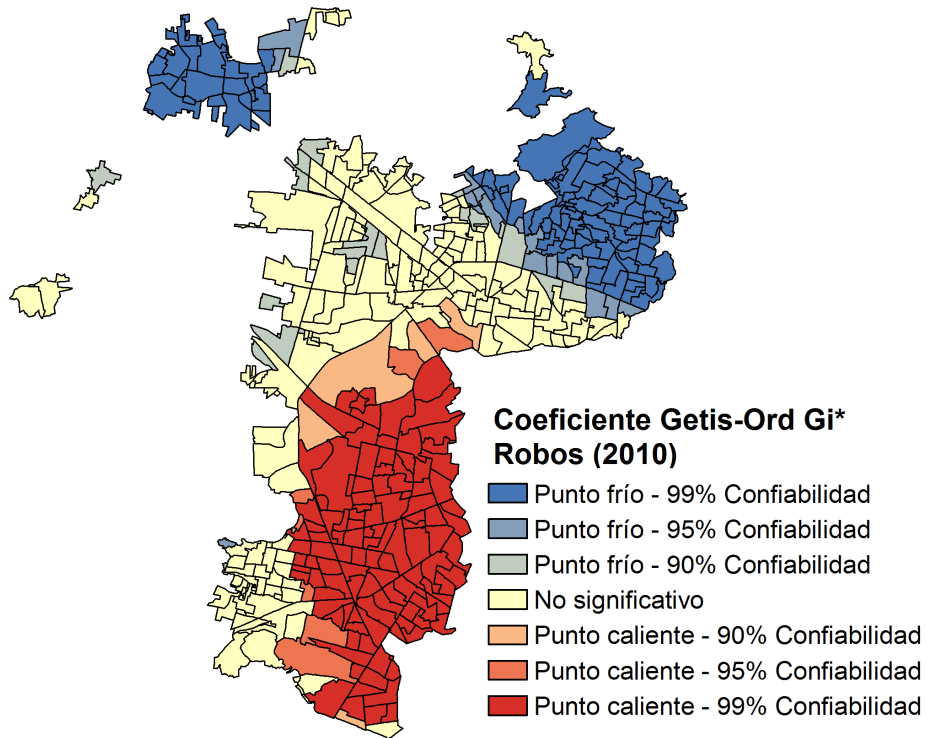 Coeficiente Getis-Ord Gi*
Robos (2010)
Punto frío - 99% Confiabilidad
Punto frío - 95% Confiabilidad
Punto frío - 90% Confiabilidad
No significativo
Punto caliente - 90% Confiabilidad
Punto caliente - 95% Confiabilidad
Punto caliente - 99% Confiabilidad